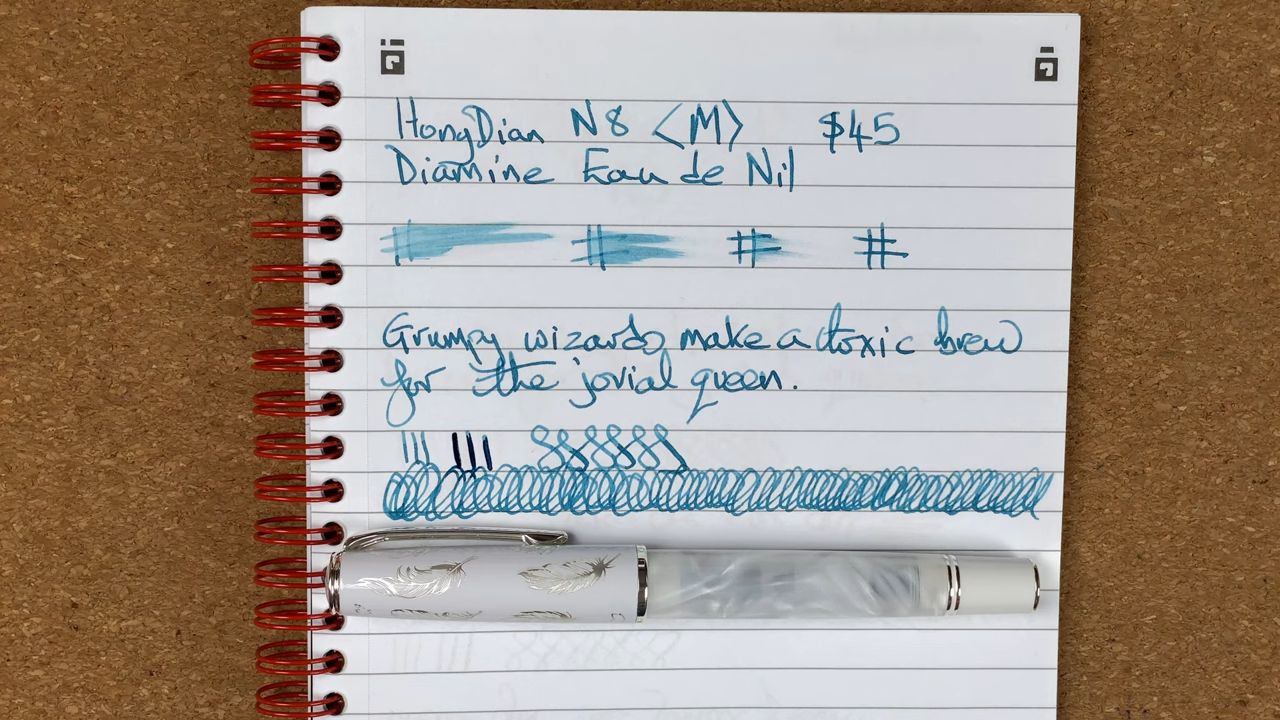 HongDian N8 <M> $45
Diamine Eau de Nil
# # # #
Grumpy wizards make a toxic brew
for the jovial queen.